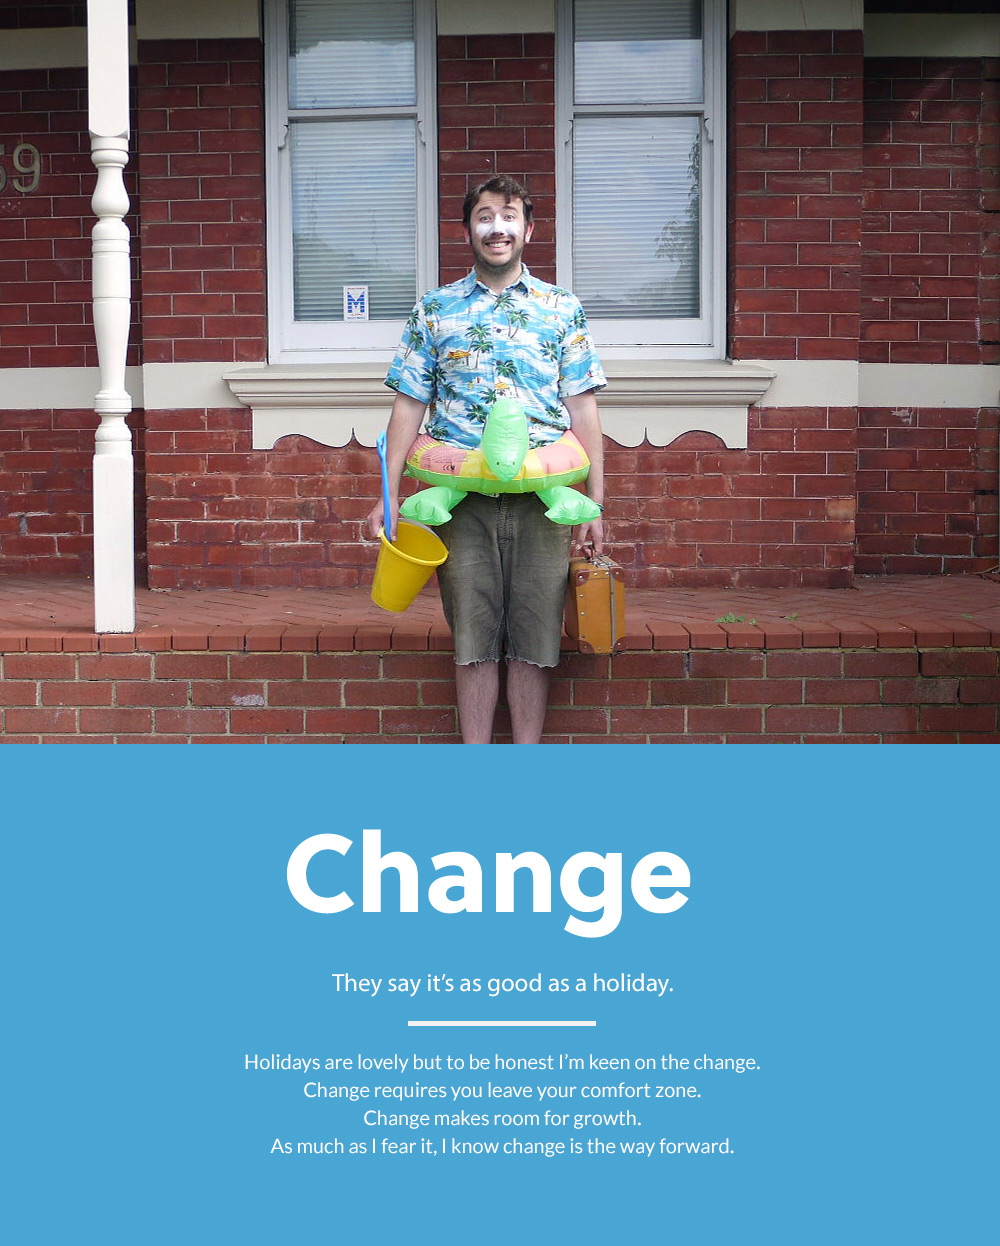 59
M
Change
They say it's as good as a holiday.
Holidays are lovely but to be honest I'm keen on the change.
Change requires you leave your comfort zone.
Change makes room for growth.
As much as I fear it, I know change is the way forward.